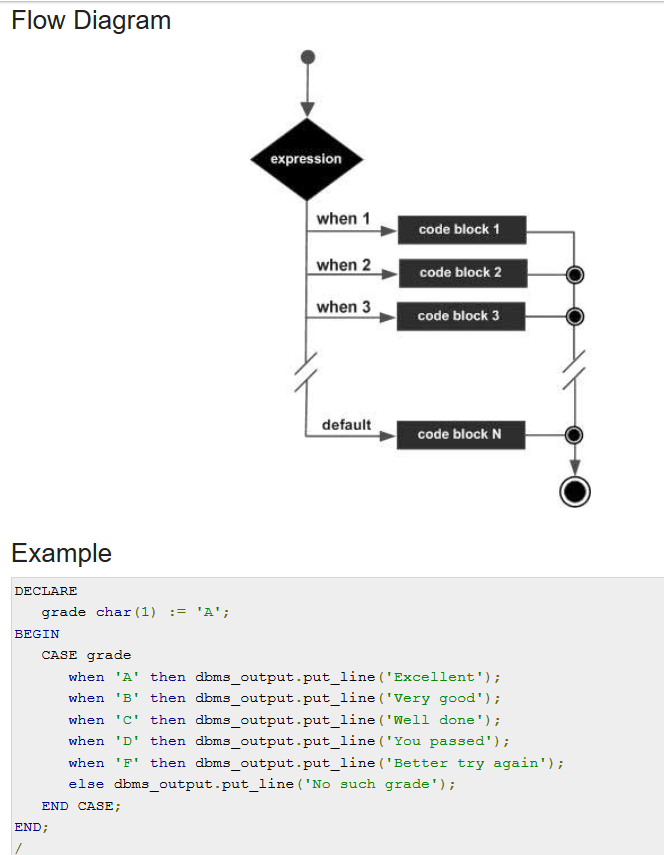 Flow Diagram
expression
when 1
code block 1
when 2
code block 2
when 3
code block 3
default
code block N
Example
DECLARE
   grade char(1) := 'A';
BEGIN
   CASE grade
      when 'A' then dbms_output.put_line('Excellent');
      when 'B' then dbms_output.put_line('Very good');
      when 'C' then dbms_output.put_line('Well done');
      when 'D' then dbms_output.put_line('You passed');
      when 'F' then dbms_output.put_line('Better try again');
      else dbms_output.put_line('No such grade');
   END CASE;
END;
/